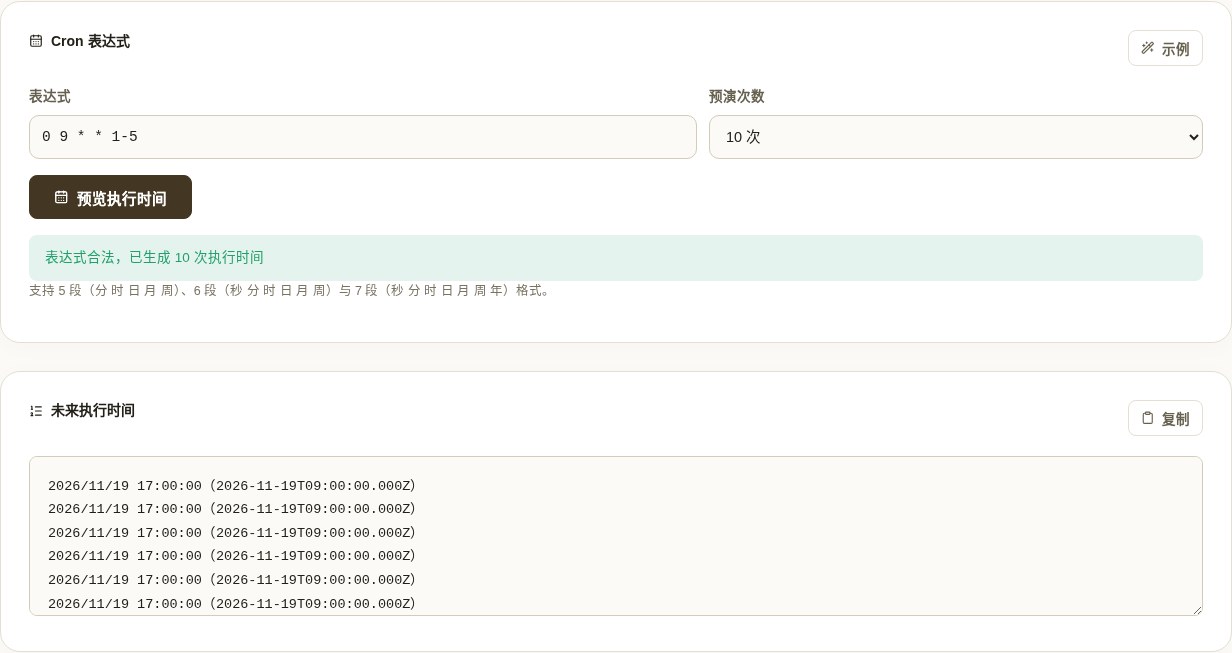 Cron 表达式
示例
表达式
预演次数
0 9 * * 1-5
10 次
预览执行时间
表达式合法，已生成 10 次执行时间
支持 5 段（分 时 日 月 周）、6 段（秒 分 时 日 月 周）与 7 段（秒 分 时 日 月 周 年）格式。
未来执行时间
复制
2026/11/19 17:00:00（2026-11-19T09:00:00.000Z）
2026/11/19 17:00:00（2026-11-19T09:00:00.000Z）
2026/11/19 17:00:00（2026-11-19T09:00:00.000Z）
2026/11/19 17:00:00（2026-11-19T09:00:00.000Z）
2026/11/19 17:00:00（2026-11-19T09:00:00.000Z）
2026/11/19 17:00:00（2026-11-19T09:00:00.000Z）